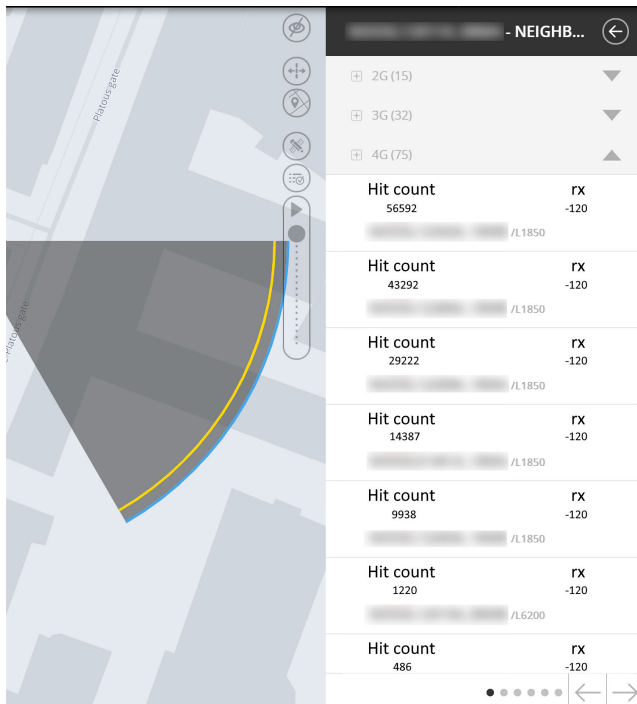 Platous gate
Platous gate
- NEIGHB...
2G (15)
3G (32)
4G (75)
Hit count rx
56592 -120
/L1850
Hit count rx
43292 -120
/L1850
Hit count rx
29222 -120
/L1850
Hit count rx
14387 -120
/L1850
Hit count rx
9938 -120
/L1850
Hit count rx
1220 -120
/L6200
Hit count rx
486 -120